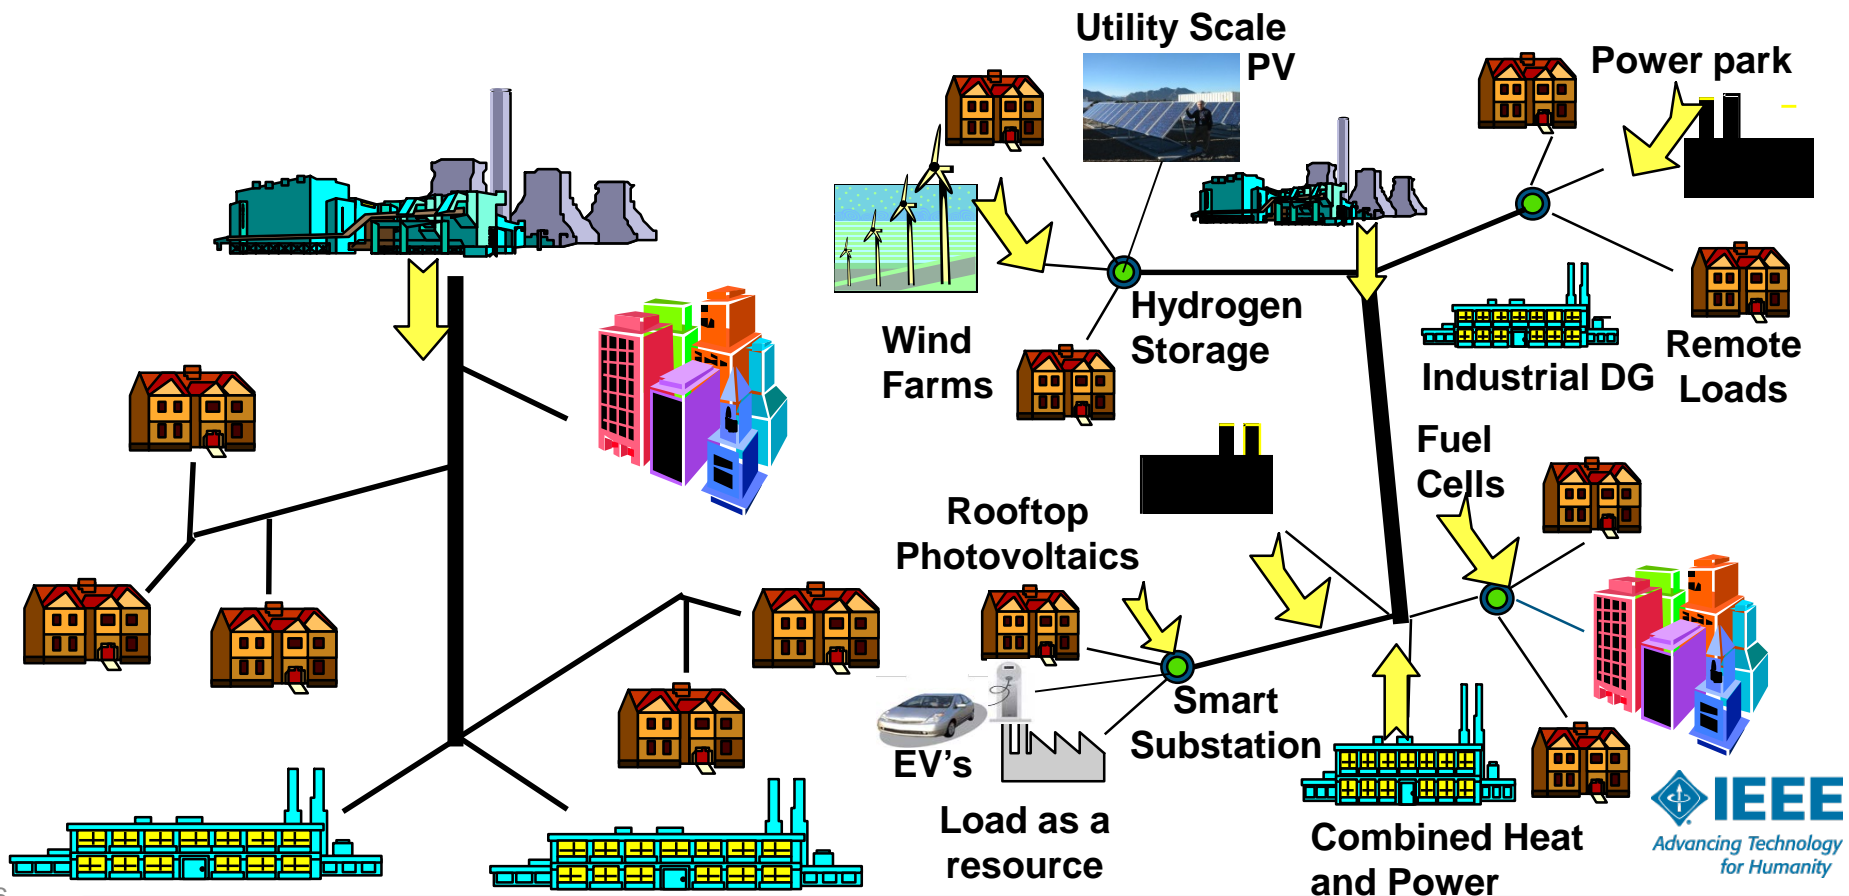 Utility Scale
PV
Power park
Hydrogen
Storage
Wind
Farms
Remote
Loads
Industrial DG
Fuel
Cells
Rooftop
Photovoltaics
Smart
Substation
EV’s
Load as a
resource
Combined Heat
and Power
IEEE
Advancing Technology
for Humanity